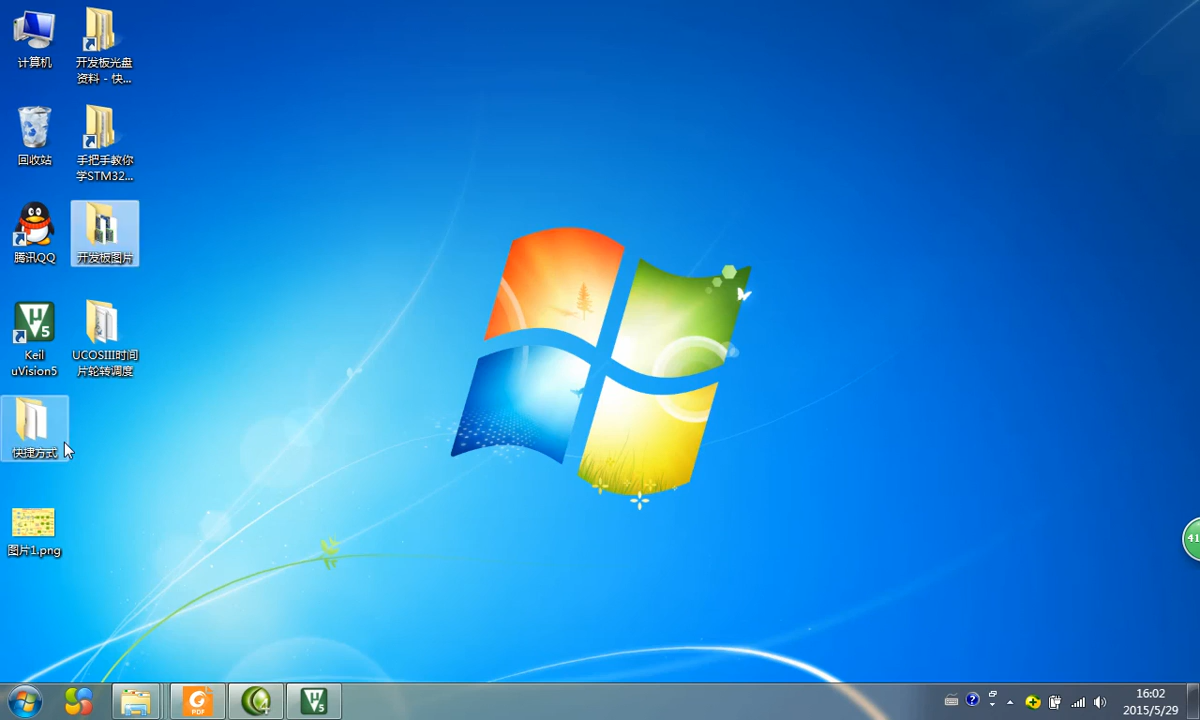 计算机
开发板光盘
资料 - 快...
回收站
手把手教你
学STM32...
腾讯QQ
开发板图片
Keil
uVision5
UCOSIII时间
片轮转调度
快捷方式
图片1.png
41
PDF
16:02
2015/5/29